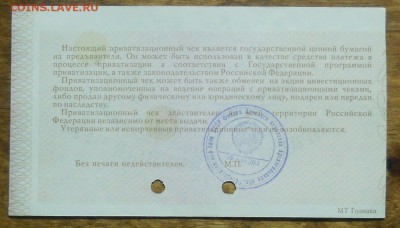 COINS.LAVE.RU
Настоящий приватизационный чек является государственной ценной бумагой
на предъявителя. Он может быть использован в качестве средства платежа в
процессе приватизации в соответствии с Государственной программой
приватизации, а также законодательством Российской Федерации.
Приватизационный чек может быть также обменен на акции инвестиционных
фондов, уполномоченных на ведение операций с приватизационными чеками,
либо продан другому физическому или юридическому лицу, подарен или передан
по наследству.
Приватизационный чек действителен на территории Российской
Федерации независимо от места выдачи.
Утерянные или испорченные приватизационные чеки не возобновляются.
Без печати недействителен.
М.П.
МТ Гознака